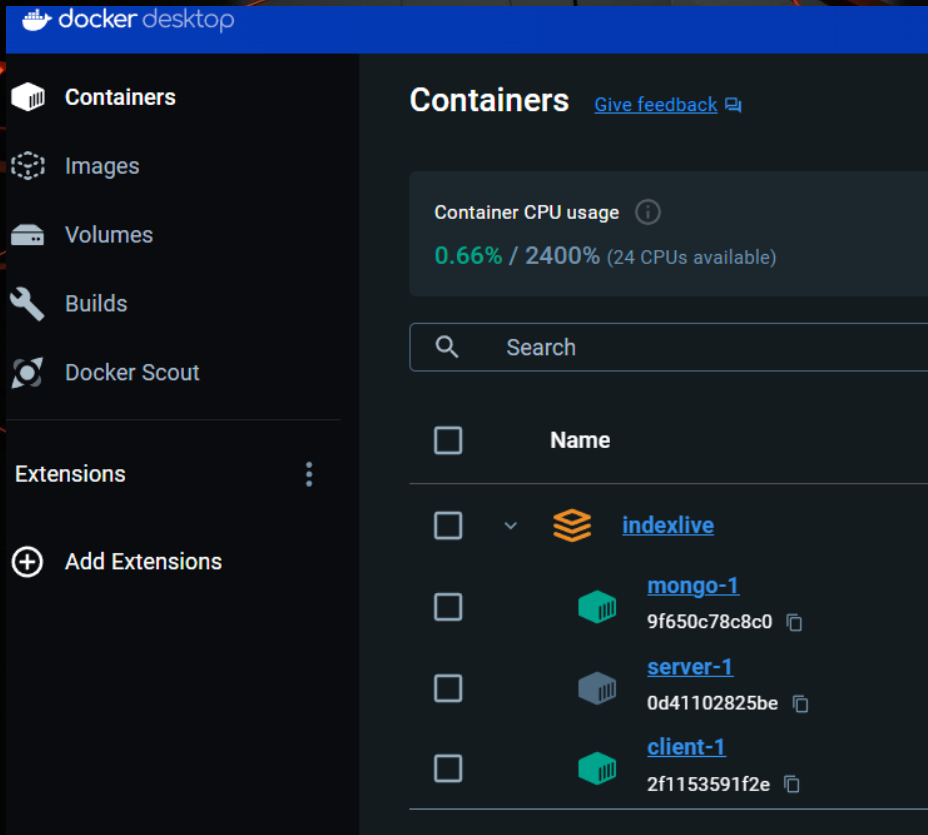 docker desktop
Containers
Images
Volumes
Builds
Docker Scout
Extensions
Add Extensions
Containers Give feedback
Container CPU usage
0.66% / 2400% (24 CPUs available)
Search
Name
indexlive
mongo-1
9f650c78c8c0
server-1
0d41102825be
client-1
2f1153591f2e